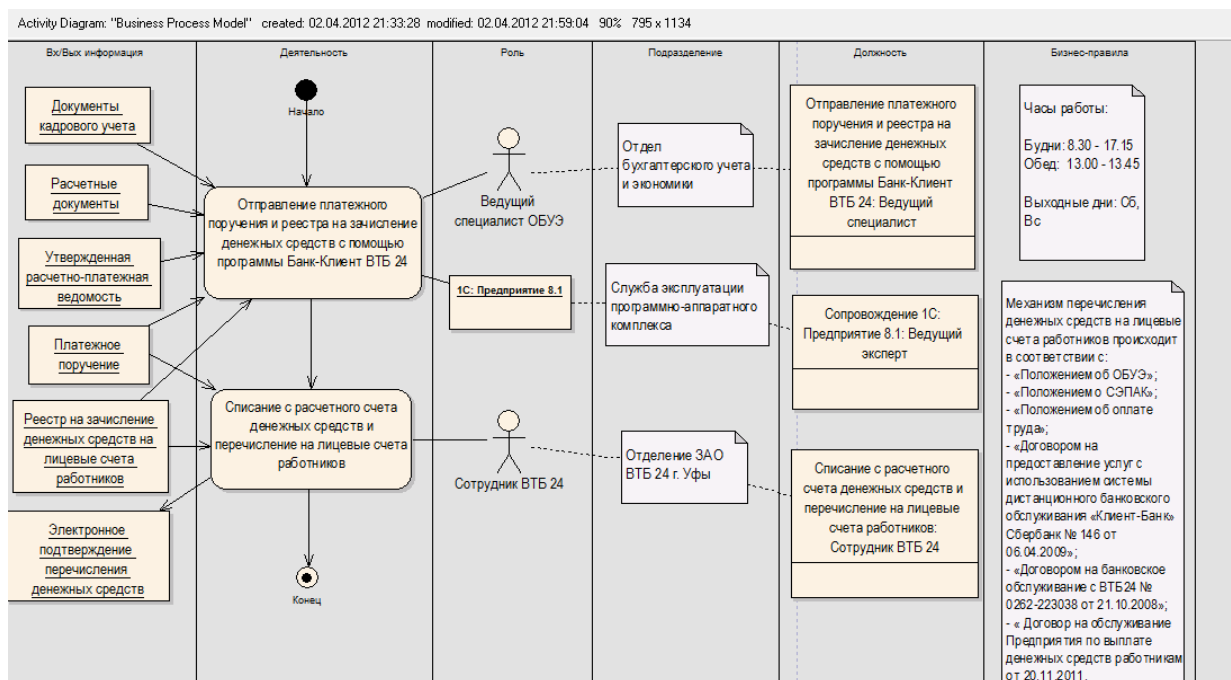 Activity Diagram: "Business Process Model" created: 02.04.2012 21:33:28 modified: 02.04.2012 21:59:04 90% 795 x 1134
Вх/Вых информация
Деятельность
Роль
Подразделение
Должность
Бизнес-правила
Документы
кадрового учета
Расчетные
документы
Утвержденная
расчетно-платежная
ведомость
Платежное
поручение
Реестр на зачисление
денежных средств на
лицевые счета
работников
Электронное
подтверждение
перечисления
денежных средств
Начало
Отправление платежного
поручения и реестра на зачисление
денежных средств с помощью
программы Банк-Клиент ВТБ 24
Списание с расчетного счета
денежных средств и
перечисление на лицевые счета
работников
Конец
Ведущий
специалист ОБУЭ
1С: Предприятие 8.1
Сотрудник ВТБ 24
Отдел
бухгалтерского учета
и экономики
Служба эксплуатации
программно-аппаратного
комплекса
Отделение ЗАО
ВТБ 24 г. Уфы
Отправление платежного
поручения и реестра на
зачисление денежных
средств с помощью
программы Банк-Клиент
ВТБ 24: Ведущий
специалист
Сопровождение 1С:
Предприятие 8.1: Ведущий
эксперт
Списание с расчетного
счета денежных средств и
перечисление на лицевые
счета работников:
Сотрудник ВТБ 24
Часы работы:
Будни: 8.30 - 17.15
Обед: 13.00 - 13.45
Выходные дни: Сб,
Вс
Механизм перечисления
денежных средств на лицевые
счета работников происходит
в соответствии с:
- «Положением об ОБУЭ»;
- «Положением о СЭПАК»;
- «Положением об оплате
труда»;
- «Договором на
предоставление услуг с
использованием системы
дистанционного банковского
обслуживания «Клиент-Банк»
Сбербанк № 146 от
06.04.2009»;
- «Договором на банковское
обслуживание с ВТБ24 №
0262-223038 от 21.10.2008»;
- « Договор на обслуживание
Предприятия по выплате
денежных средств работникам
от 20.11.2011.